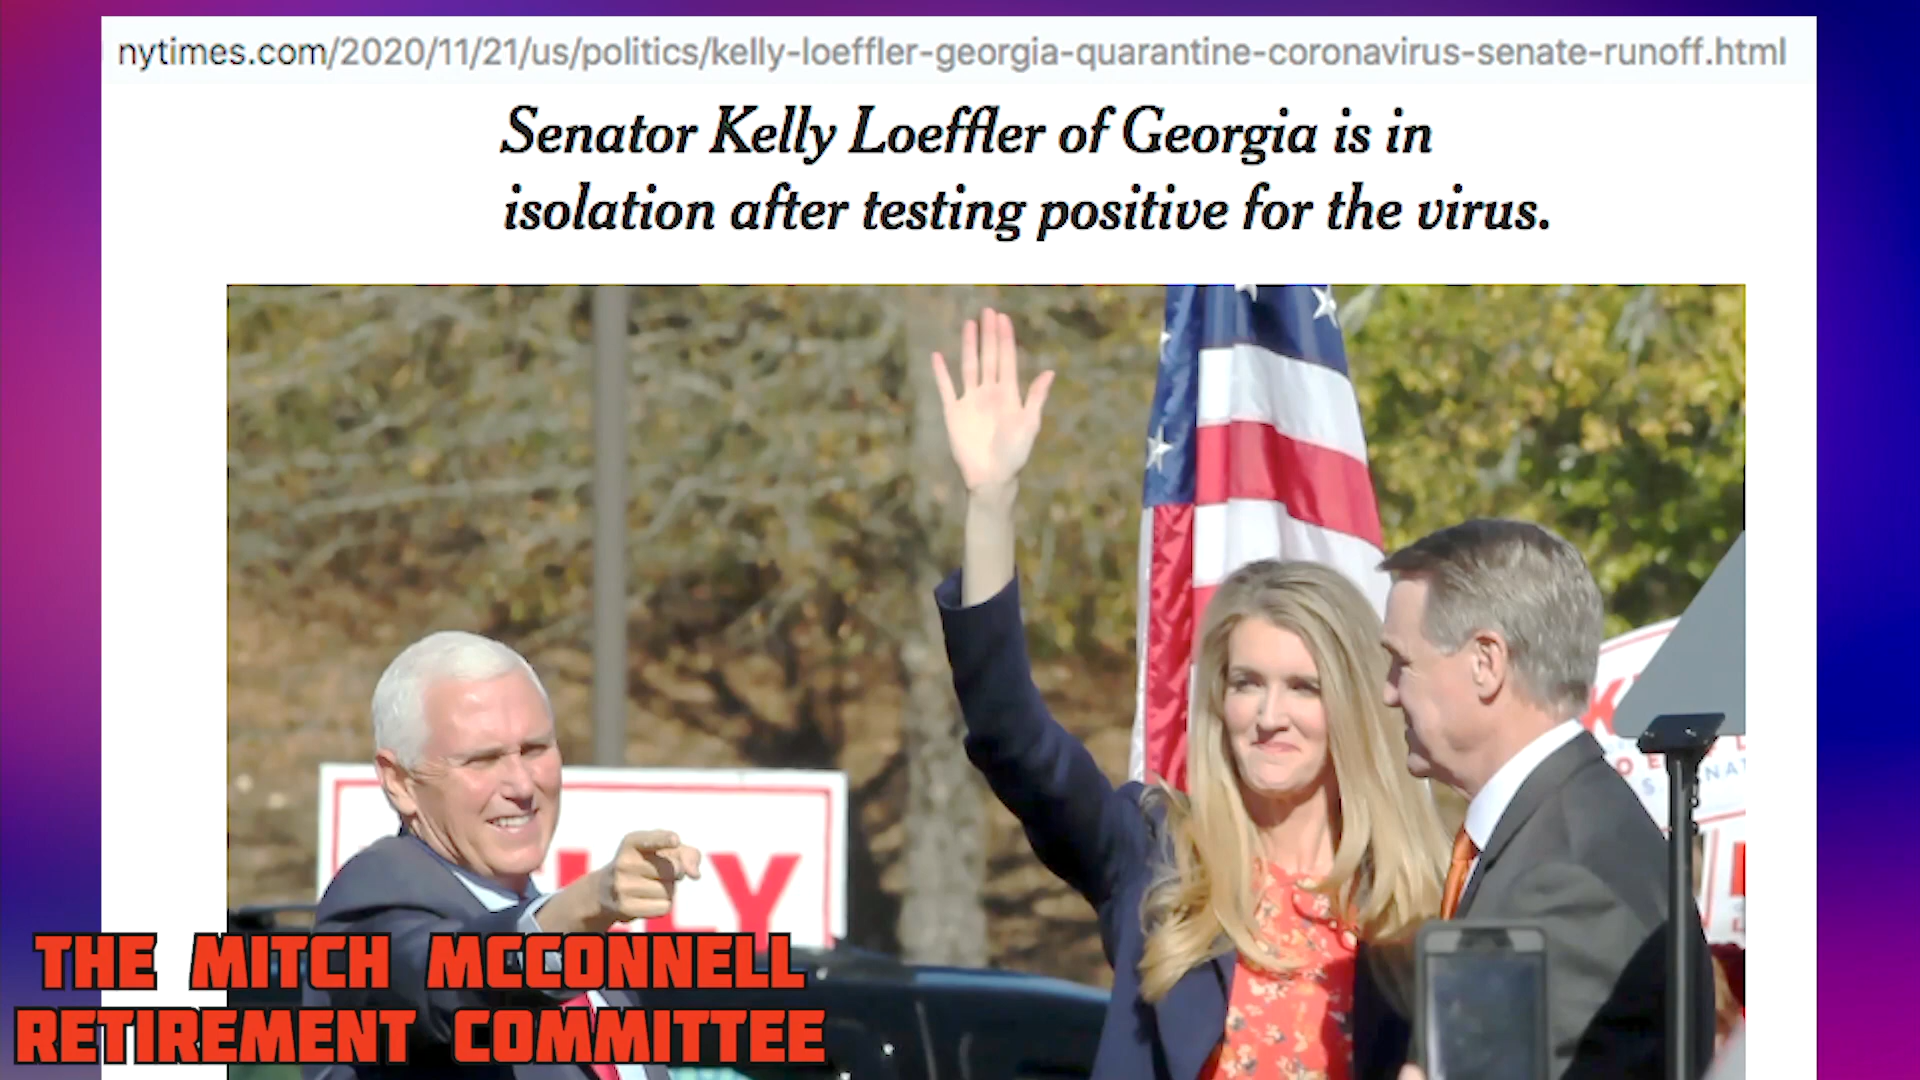 nytimes.com/2020/11/21/us/politics/kelly-loeffler-georgia-quarantine-coronavirus-senate-runoff.html
Senator Kelly Loeffler of Georgia is in
isolation after testing positive for the virus.
LY
THE MITCH MCCONNELL
RETIREMENT COMMITTEE